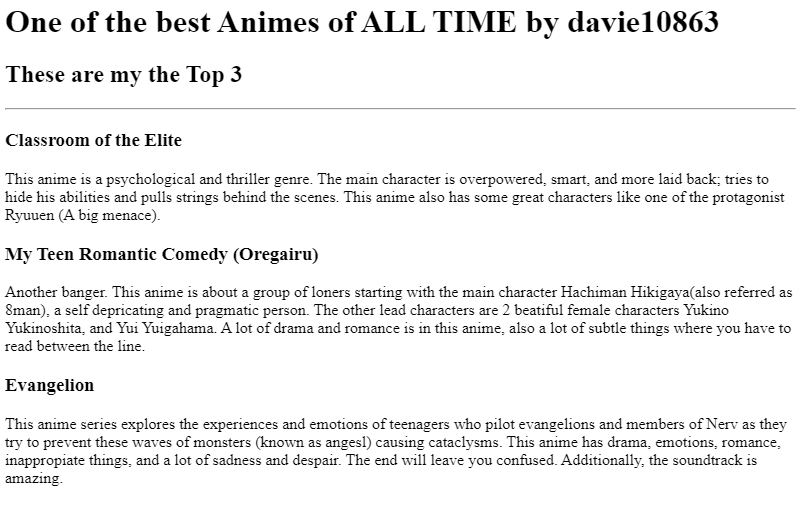 One of the best Animes of ALL TIME by davie10863
These are my the Top 3
Classroom of the Elite
This anime is a psychological and thriller genre. The main character is overpowered, smart, and more laid back; tries to
hide his abilities and pulls strings behind the scenes. This anime also has some great characters like one of the protagonist
Ryuuen (A big menace).
My Teen Romantic Comedy (Oregairu)
Another banger. This anime is about a group of loners starting with the main character Hachiman Hikigaya(also referred as
8man), a self depricating and pragmatic person. The other lead characters are 2 beatiful female characters Yukino
Yukinoshita, and Yui Yuigahama. A lot of drama and romance is in this anime, also a lot of subtle things where you have to
read between the line.
Evangelion
This anime series explores the experiences and emotions of teenagers who pilot evangelions and members of Nerv as they
try to prevent these waves of monsters (known as angesl) causing cataclysms. This anime has drama, emotions, romance,
inappropiate things, and a lot of sadness and despair. The end will leave you confused. Additionally, the soundtrack is
amazing.